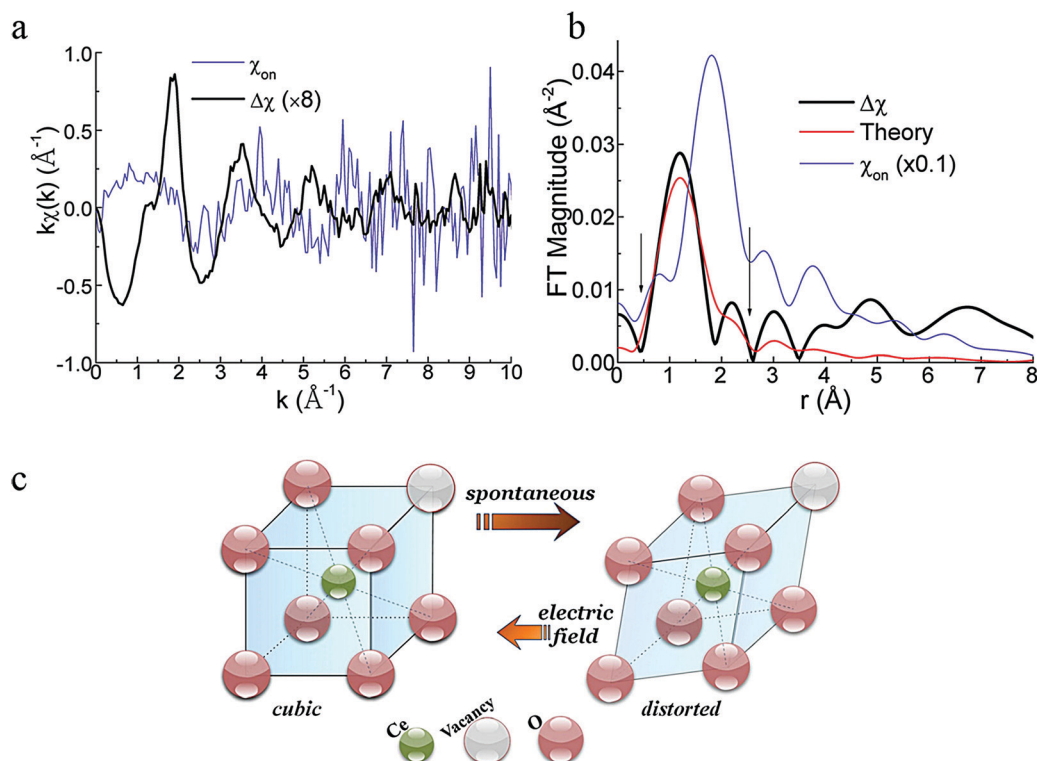 a
1.0
0.5
0.0
-0.5
-1.0
kχ(k) (Å⁻¹)
χon
Δχ (×8)
0 1 2 3 4 5 6 7 8 9 10
k (Å⁻¹)
b
0.04
0.03
0.02
0.01
0.00
FT Magnitude (Å⁻²)
Δχ
Theory
χon (x0.1)
0 1 2 3 4 5 6 7 8
r (Å)
c
spontaneous
electric
field
cubic
distorted
Ce Vacancy O